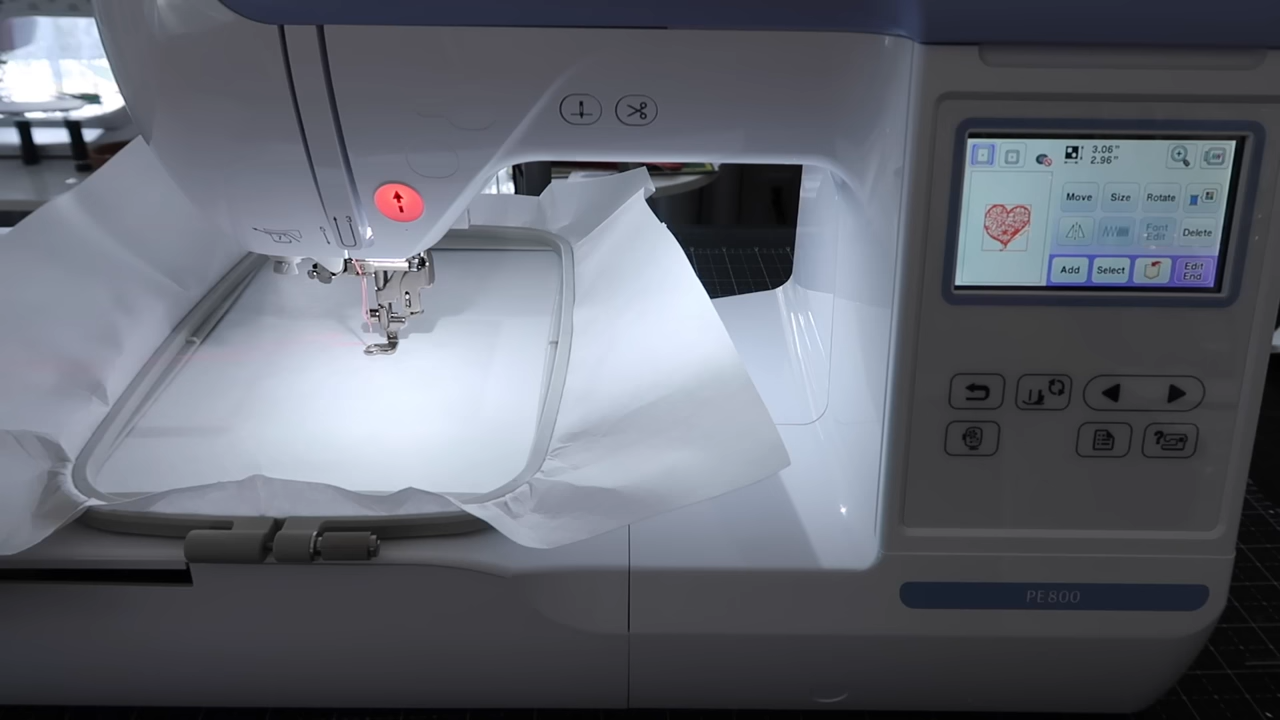 3.06"
2.96"
Move Size Rotate
Font
Edit
Delete
Add Select
Edit
End
PE800